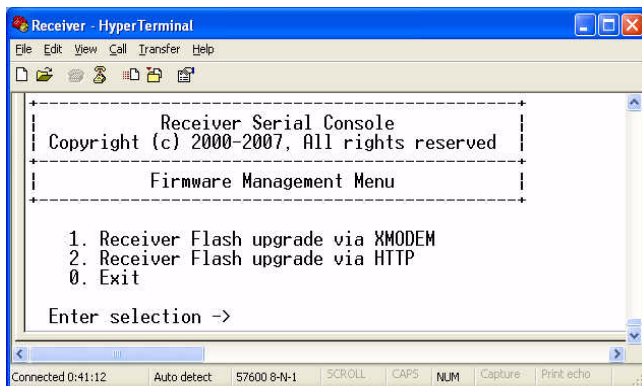 Receiver - HyperTerminal
File Edit View Call Transfer Help
Receiver Serial Console
Copyright (c) 2000-2007, All rights reserved
Firmware Management Menu
1. Receiver Flash upgrade via XMODEM
2. Receiver Flash upgrade via HTTP
0. Exit
Enter selection ->
Connected 0:41:12 Auto detect 57600 8-N-1 SCROLL CAPS NUM Capture Print echo